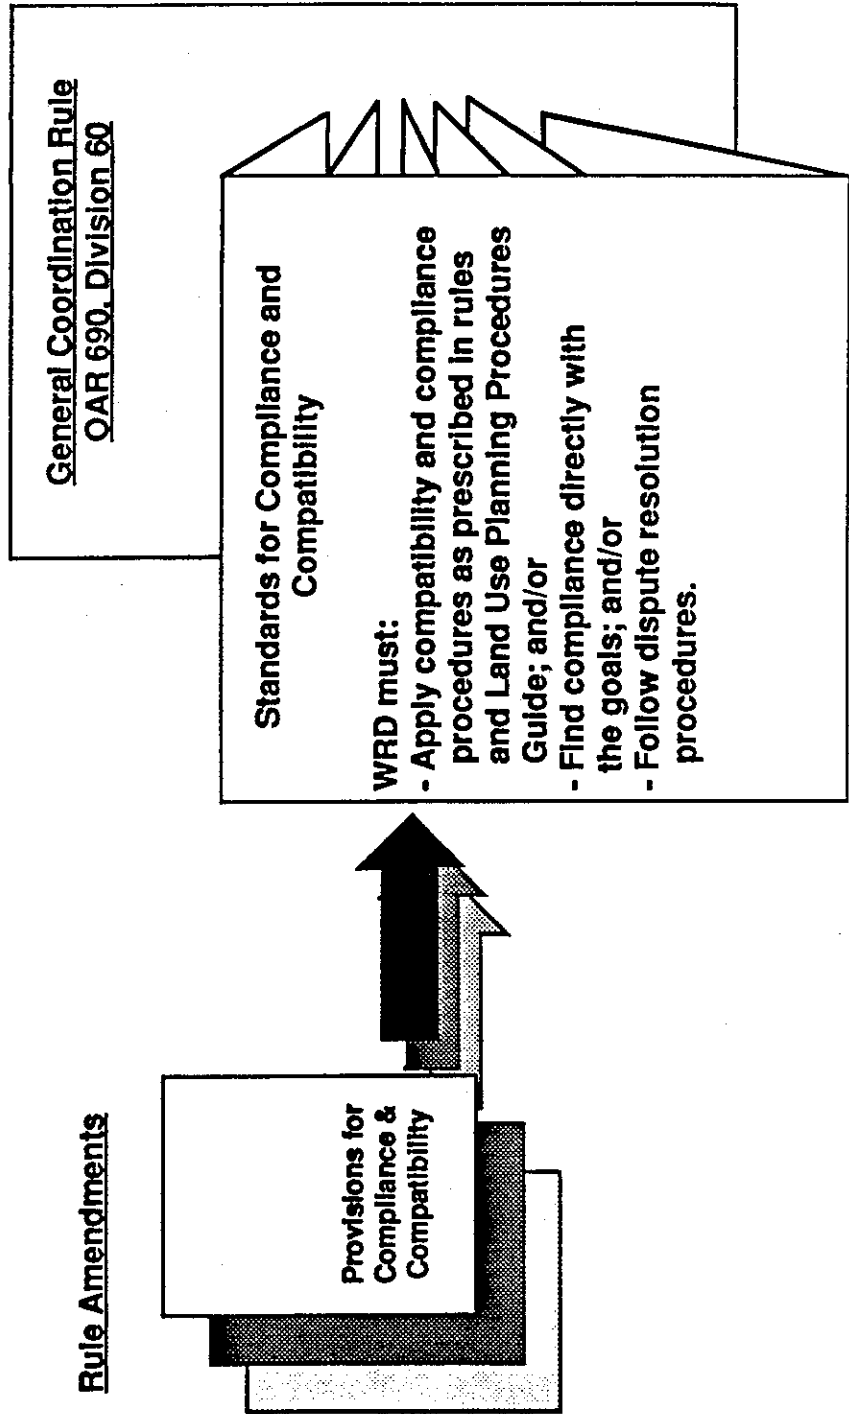 Rule Amendments
Provisions for
Compliance &
Compatibility
General Coordination Rule
OAR 690, Division 60
Standards for Compliance and
Compatibility
WRD must:
- Apply compatibility and compliance
procedures as prescribed in rules
and Land Use Planning Procedures
Guide; and/or
- Find compliance directly with
the goals; and/or
- Follow dispute resolution
procedures.